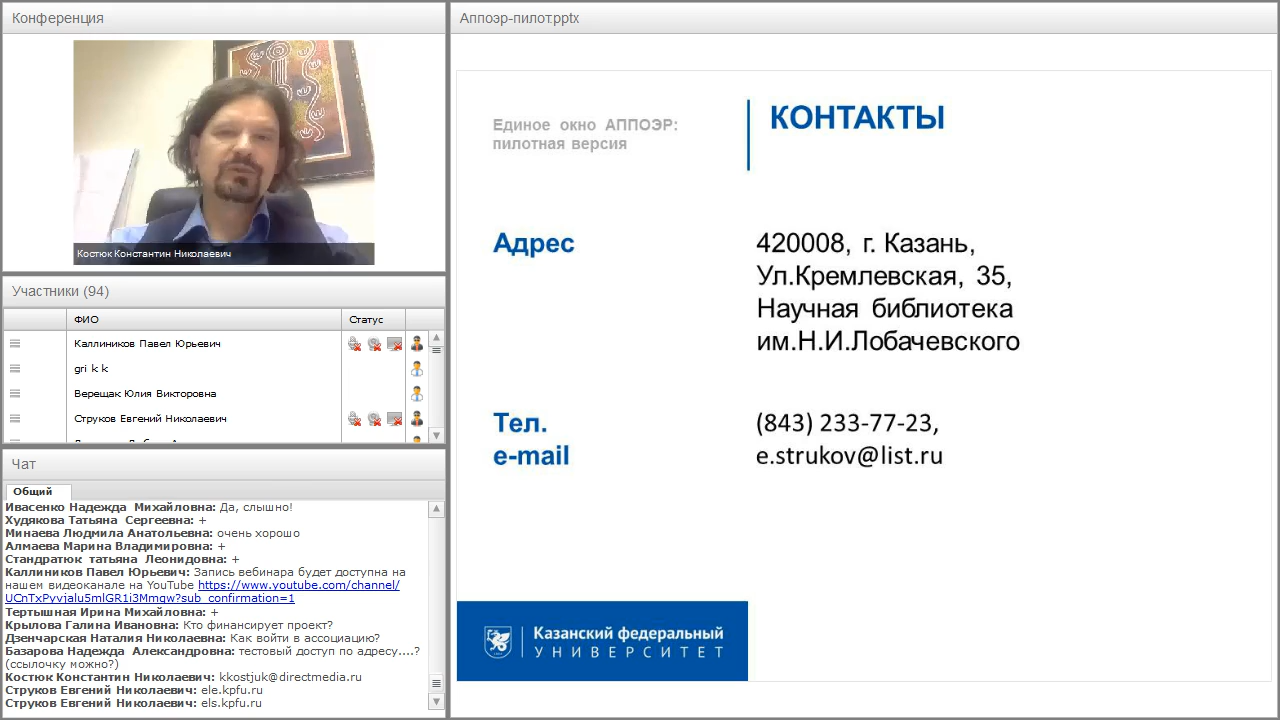 Конференция
Костюк Константин Николаевич
Участники (94)
ФИО
Статус
Каллиников Павел Юрьевич
gri k k
Верещак Юлия Викторовна
Струков Евгений Николаевич
Чат
Общий
Ивасенко Надежда Михайловна: Да, слышно!
Худякова Татьяна Сергеевна: +
Минаева Людмила Анатольевна: очень хорошо
Алмаева Марина Владимировна: +
Стандратюк татьяна Леонидовна: +
Каллиников Павел Юрьевич: Запись вебинара будет доступна на
нашем видеоканале на YouTube https://www.youtube.com/channel/
UCnTxPyvjalu5mlGR1i3Mmqw?sub_confirmation=1
Тертышная Ирина Михайловна: +
Крылова Галина Ивановна: Кто финансирует проект?
Дзенчарская Наталия Николаевна: Как войти в ассоциацию?
Базарова Надежда Александровна: тестовый доступ по адресу....?
(ссылочку можно?)
Костюк Константин Николаевич: kkostjuk@directmedia.ru
Струков Евгений Николаевич: ele.kpfu.ru
Струков Евгений Николаевич: els.kpfu.ru
Аппоэр-пилот.pptx
Единое окно АППОЭР:
пилотная версия
КОНТАКТЫ
Адрес
420008, г. Казань,
Ул.Кремлевская, 35,
Научная библиотека
им.Н.И.Лобачевского
Тел.
(843) 233-77-23,
e-mail
e.strukov@list.ru
Казанский федеральный
УНИВЕРСИТЕТ